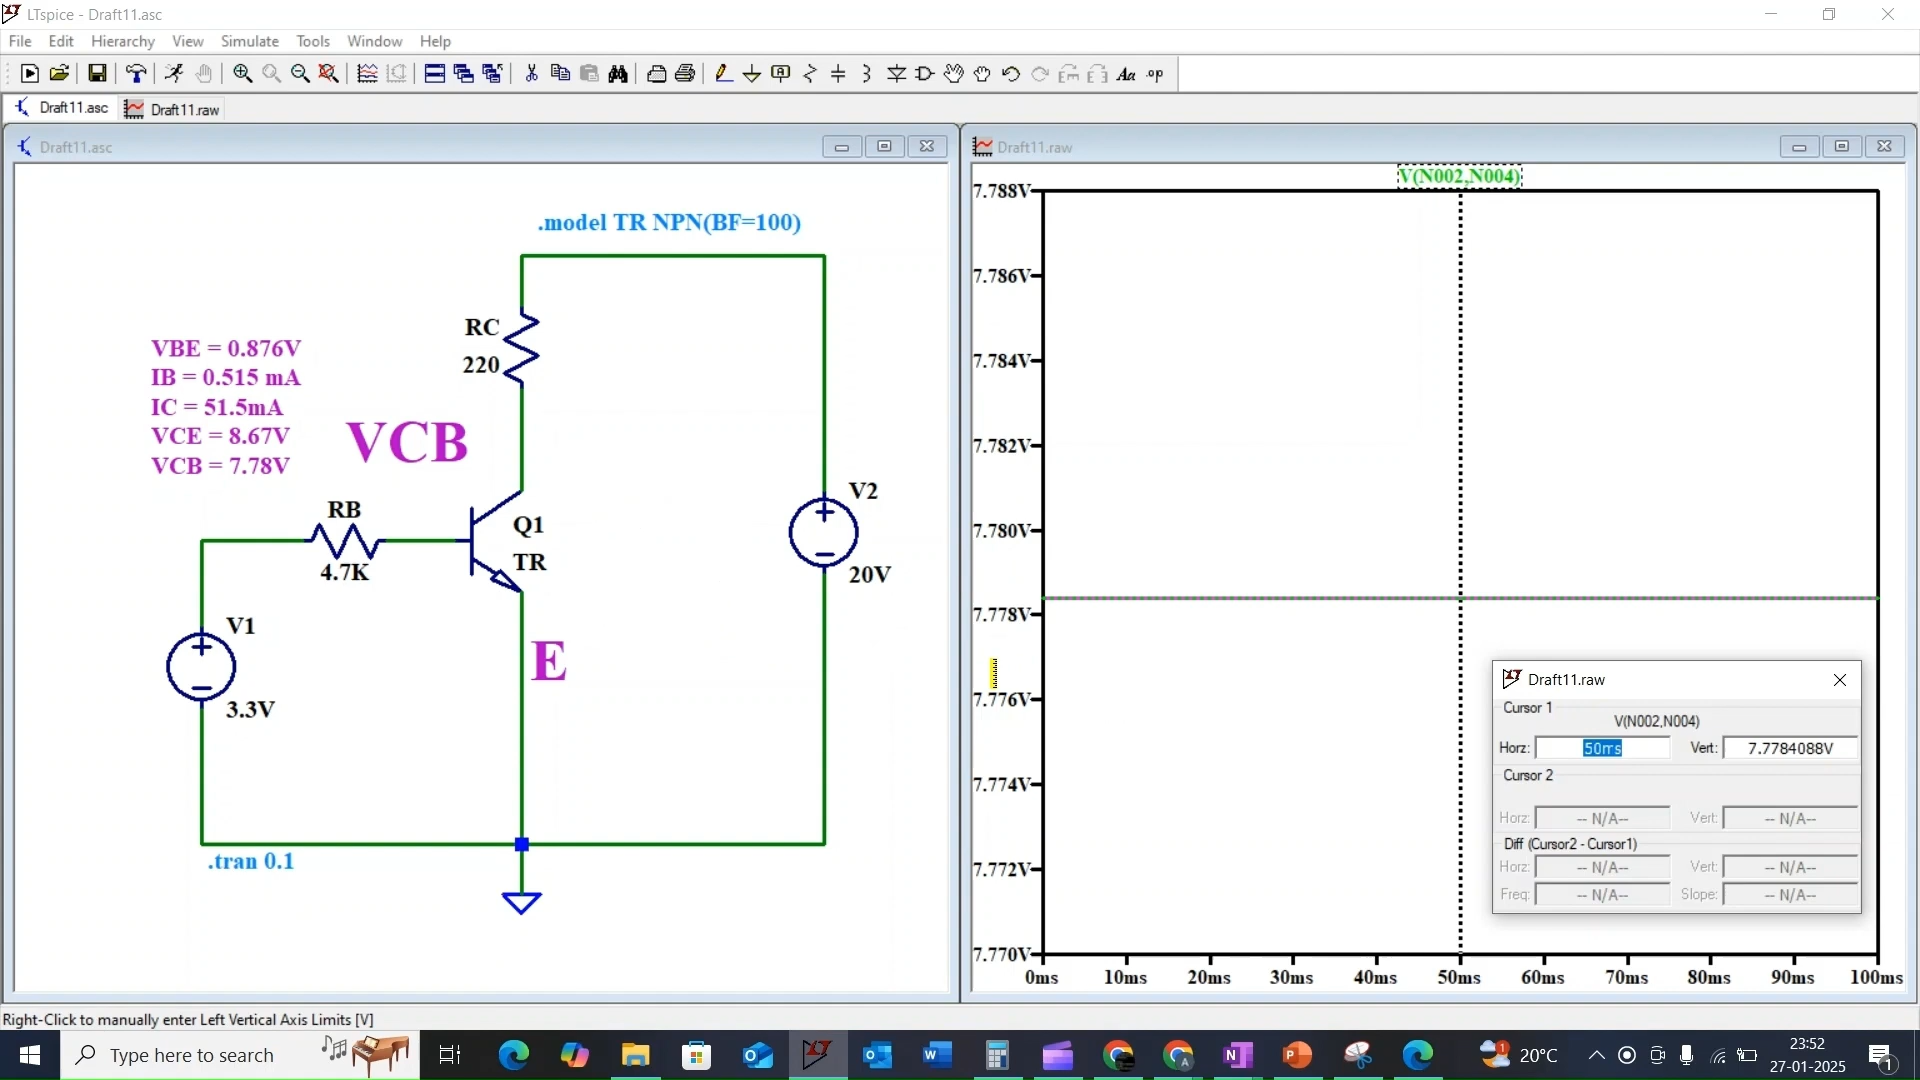 LTspice - Draft11.asc
File Edit Hierarchy View Simulate Tools Window Help
Aa .op
Draft11.asc Draft11.raw
Draft11.asc
.model TR NPN(BF=100)
RC
220
VBE = 0.876V
IB = 0.515 mA
IC = 51.5mA
VCE = 8.67V
VCB = 7.78V
VCB
RB
4.7K
Q1
TR
V2
20V
V1
3.3V
E
.tran 0.1
Draft11.raw
V(N002,N004)
7.788V
7.786V
7.784V
7.782V
7.780V
7.778V
7.776V
7.774V
7.772V
7.770V
0ms 10ms 20ms 30ms 40ms 50ms 60ms 70ms 80ms 90ms 100ms
Draft11.raw
Cursor 1
V(N002,N004)
Horz: 50ms Vert: 7.7784088V
Cursor 2
Horz: -- N/A-- Vert: -- N/A--
Diff (Cursor2 - Cursor1)
Horz: -- N/A-- Vert: -- N/A--
Freq: -- N/A-- Slope: -- N/A--
Right-Click to manually enter Left Vertical Axis Limits [V]
Type here to search
20°C
23:52
27-01-2025
1